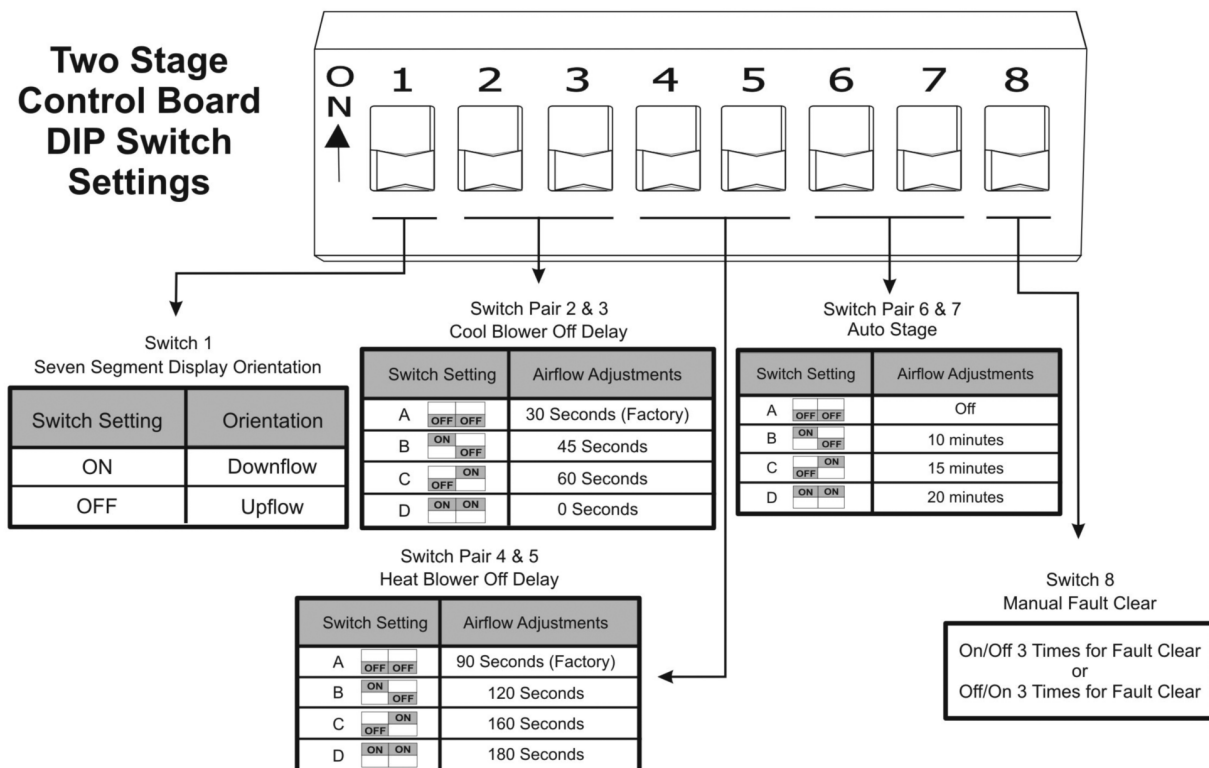 Two Stage
Control Board
DIP Switch
Settings
ON
1 2 3 4 5 6 7 8
Switch 1
Seven Segment Display Orientation
Switch Setting Orientation
ON Downflow
OFF Upflow
Switch Pair 2 & 3
Cool Blower Off Delay
Switch Setting Airflow Adjustments
A OFF OFF 30 Seconds (Factory)
B ON OFF 45 Seconds
C OFF ON 60 Seconds
D ON ON 0 Seconds
Switch Pair 6 & 7
Auto Stage
Switch Setting Airflow Adjustments
A OFF OFF Off
B ON OFF 10 minutes
C OFF ON 15 minutes
D ON ON 20 minutes
Switch Pair 4 & 5
Heat Blower Off Delay
Switch Setting Airflow Adjustments
A OFF OFF 90 Seconds (Factory)
B ON OFF 120 Seconds
C OFF ON 160 Seconds
D ON ON 180 Seconds
Switch 8
Manual Fault Clear
On/Off 3 Times for Fault Clear
or
Off/On 3 Times for Fault Clear